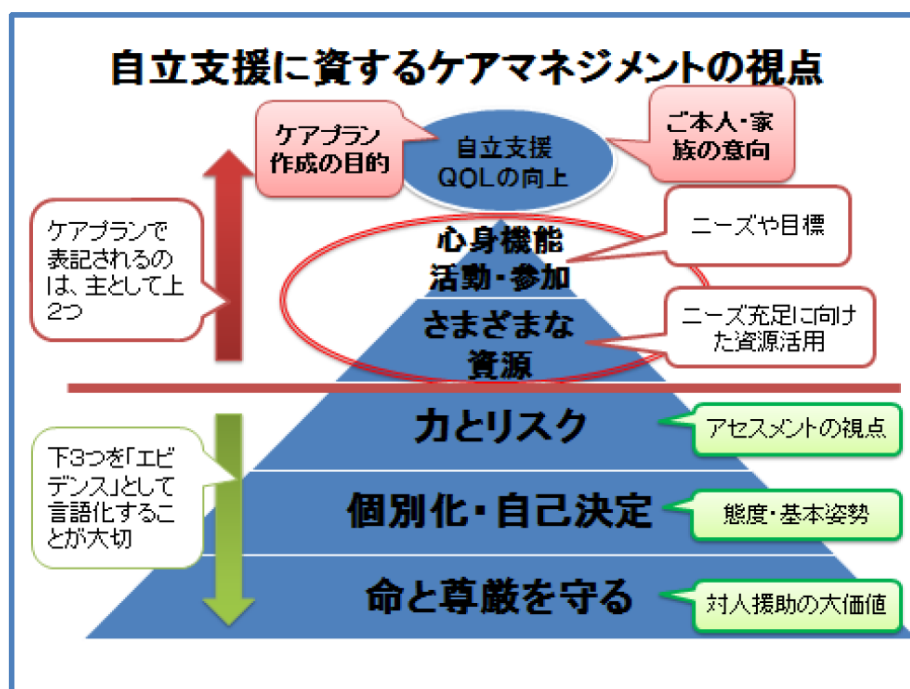 自立支援に資するケアマネジメントの視点
ケアプラン
作成の目的
自立支援
QOLの向上
ご本人・家
族の意向
ケアプランで
表記されるの
は、主として上
2つ
心身機能
活動・参加
ニーズや目標
さまざまな
資源
ニーズ充足に向け
た資源活用
力とリスク
アセスメントの視点
下3つを「エビ
デンス」として
言語化するこ
とが大切
個別化・自己決定
態度・基本姿勢
命と尊厳を守る
対人援助の大価値